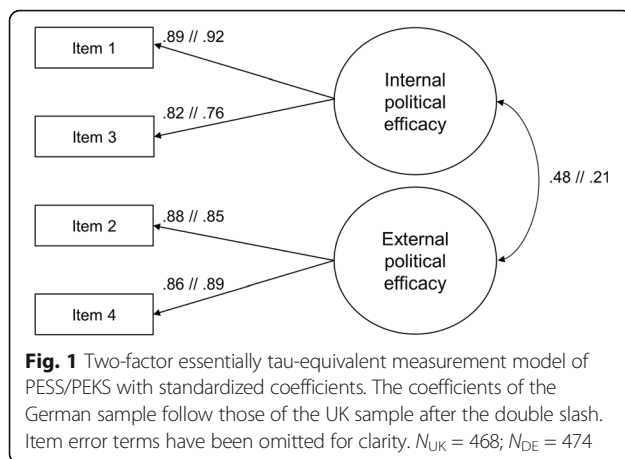 Item 1
.89 // .92
Internal
political
efficacy
Item 3
.82 // .76
.48 // .21
Item 2
.88 // .85
External
political
efficacy
Item 4
.86 // .89
Fig. 1 Two-factor essentially tau-equivalent measurement model of
PESS/PEKS with standardized coefficients. The coefficients of the
German sample follow those of the UK sample after the double slash.
Item error terms have been omitted for clarity. N_UK = 468; N_DE = 474